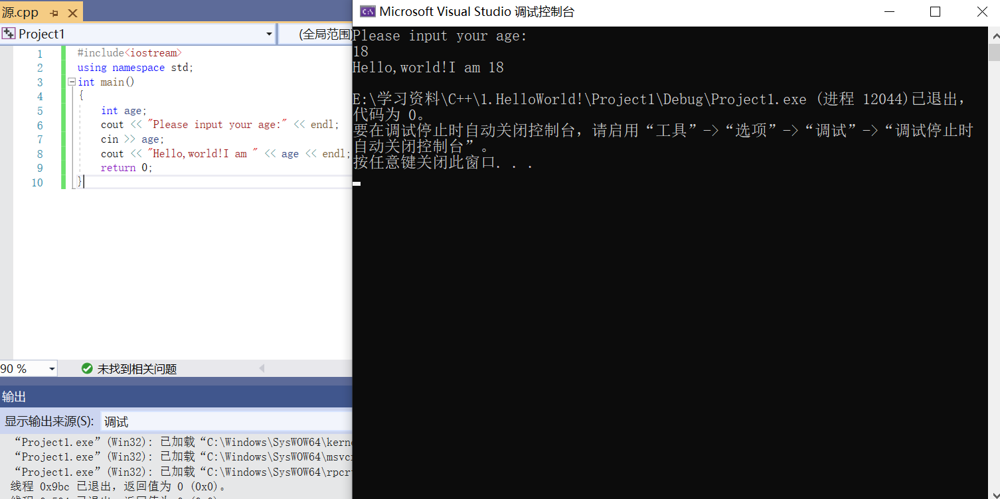 源.cpp
Project1
(全局范围)
1 #include<iostream>
2 using namespace std;
3 int main()
4 {
5 int age;
6 cout << "Please input your age:" << endl;
7 cin >> age;
8 cout << "Hello,world!I am " << age << endl;
9 return 0;
10 }
90 %
未找到相关问题
输出
显示输出来源(S): 调试
“Project1.exe”(Win32): 已加载“C:\Windows\SysWOW64\kern
“Project1.exe”(Win32): 已加载“C:\Windows\SysWOW64\msvc
“Project1.exe”(Win32): 已加载“C:\Windows\SysWOW64\rpcr
线程 0x9bc 已退出，返回值为 0 (0x0)。
Microsoft Visual Studio 调试控制台
Please input your age:
18
Hello,world!I am 18
E:\学习资料\C++\1.HelloWorld!\Project1\Debug\Project1.exe (进程 12044)已退出，
代码为 0。
要在调试停止时自动关闭控制台，请启用“工具”->“选项”->“调试”->“调试停止时
自动关闭控制台”。
按任意键关闭此窗口. . .